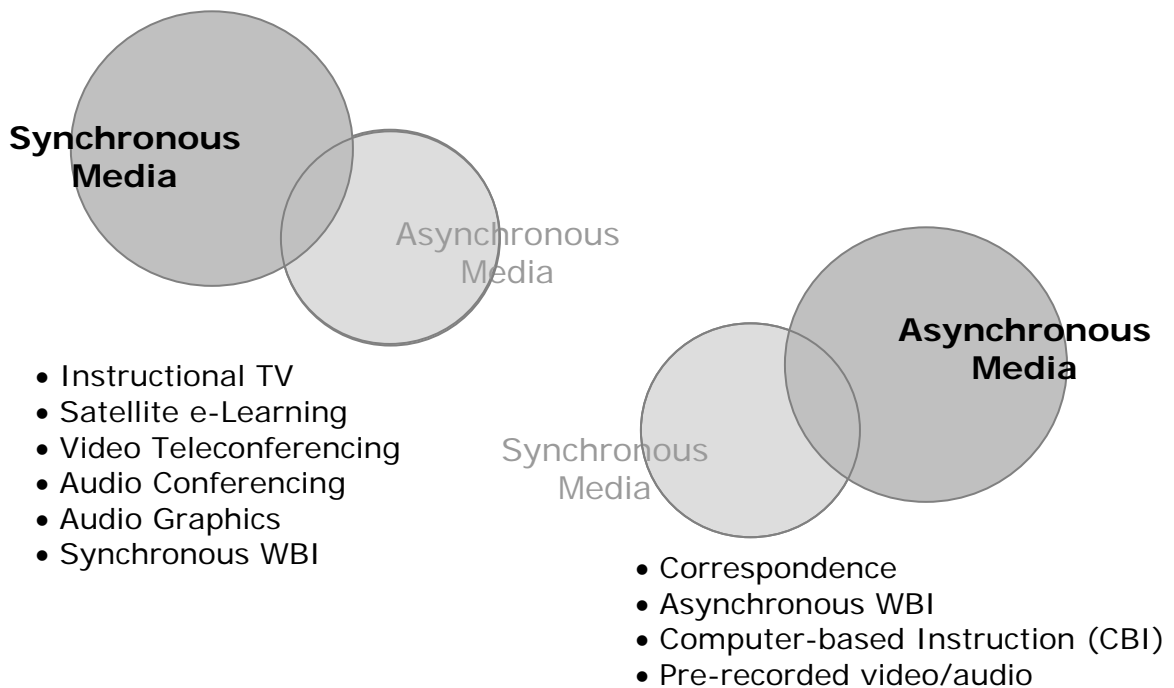 Synchronous
Media
Asynchronous
Media
• Instructional TV
• Satellite e-Learning
• Video Teleconferencing
• Audio Conferencing
• Audio Graphics
• Synchronous WBI
Asynchronous
Media
Synchronous
Media
• Correspondence
• Asynchronous WBI
• Computer-based Instruction (CBI)
• Pre-recorded video/audio